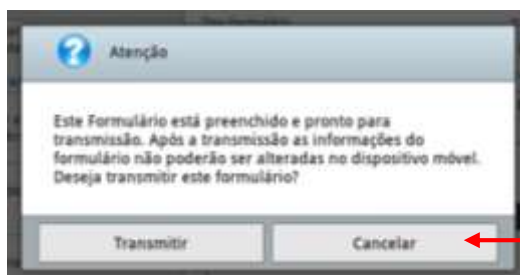 Atenção
Este Formulário está preenchido e pronto para
transmissão. Após a transmissão as informações do
formulário não poderão ser alteradas no dispositivo móvel.
Deseja transmitir este formulário?
Transmitir
Cancelar